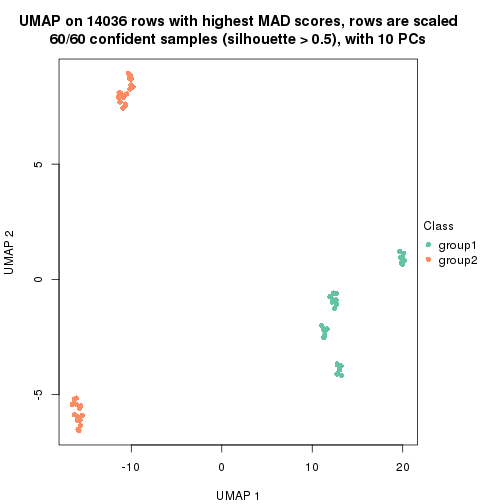 UMAP on 14036 rows with highest MAD scores, rows are scaled
60/60 confident samples (silhouette > 0.5), with 10 PCs
5
0
-5
UMAP 2
-10
0
10
20
UMAP 1
Class
group1
group2